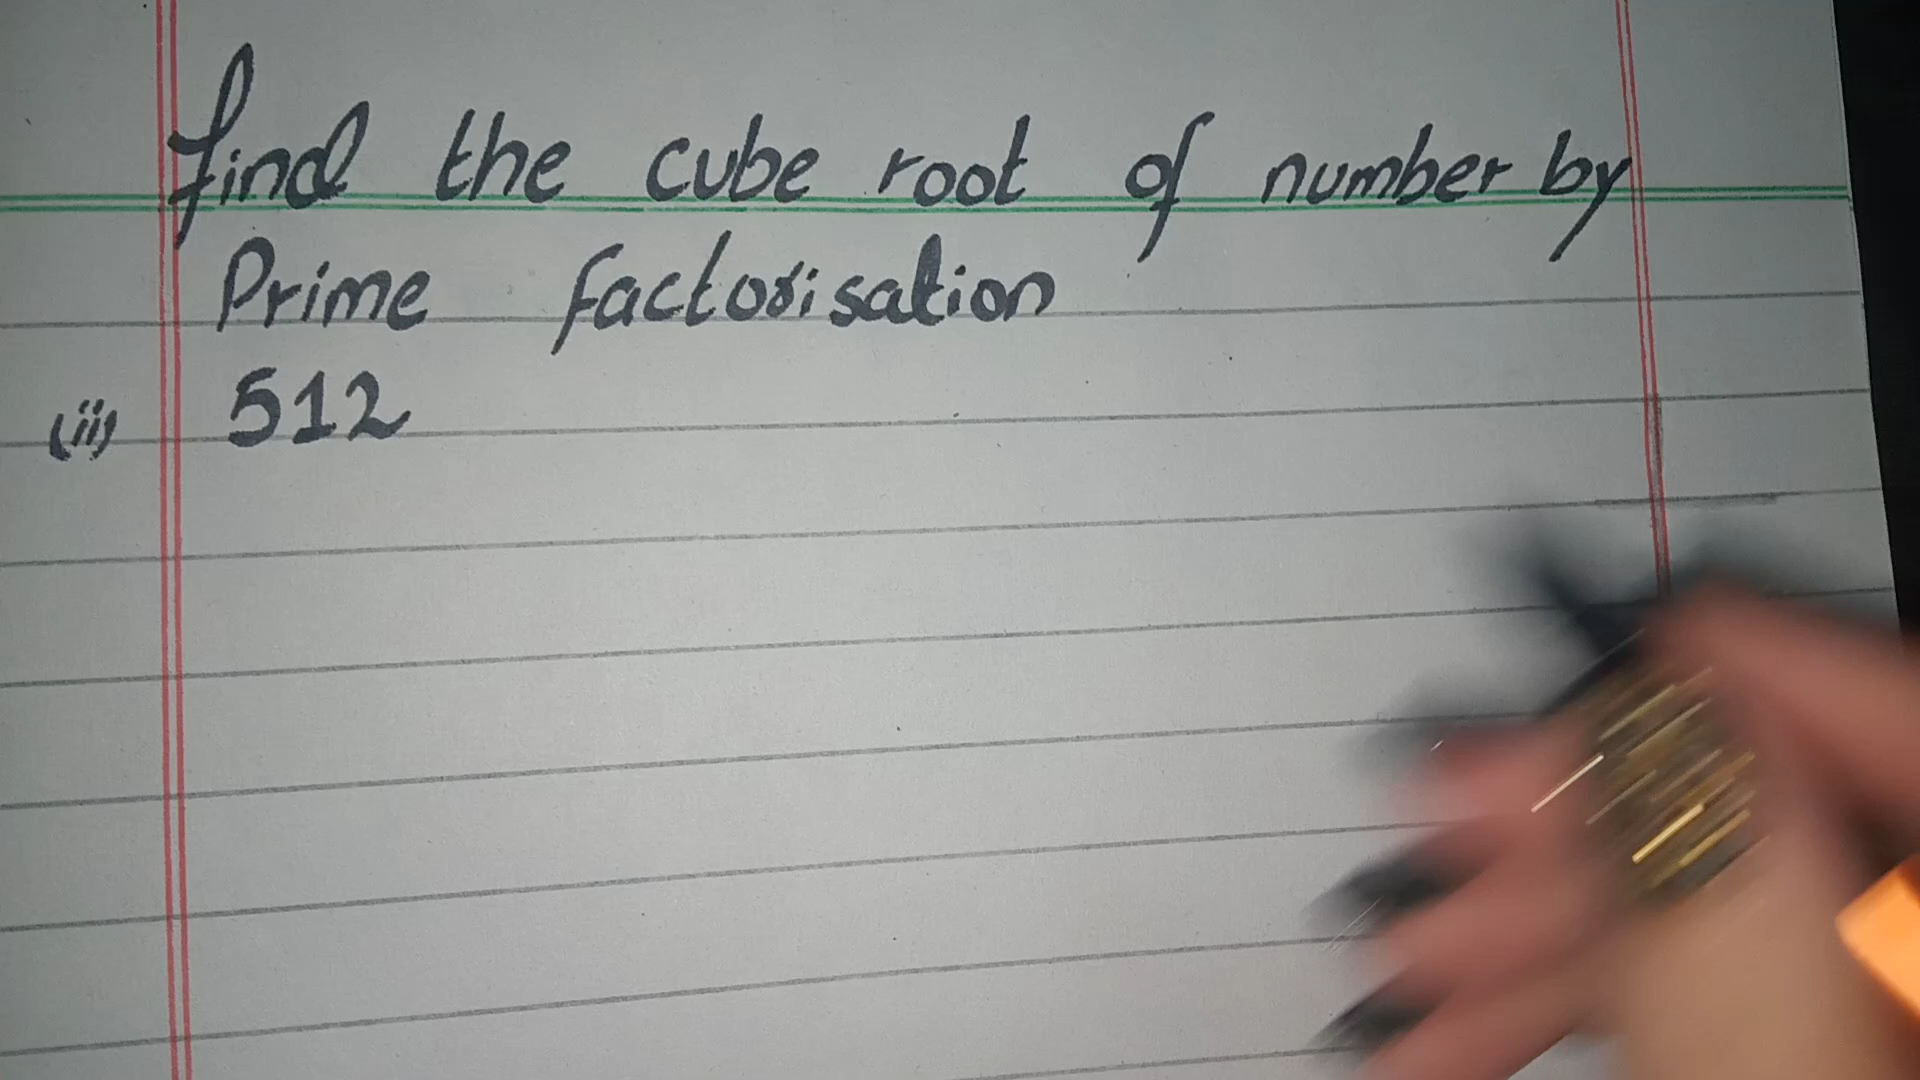 find the cube root of number by
Prime factorisation
(ii) 512